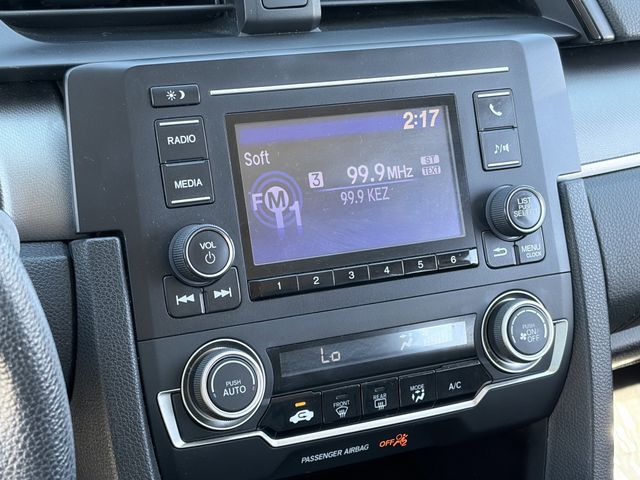 2:17
RADIO
Soft
ST
3 99.9 MHz
TEXT
MEDIA
99.9 KEZ
FM1
LIST
PUSH
SELECT
VOL
MENU
CLOCK
1 2 3 4 5 6
Lo
PUSH
AUTO
PUSH
ON/OFF
FRONT
REAR
MODE
A/C
PASSENGER AIRBAG OFF